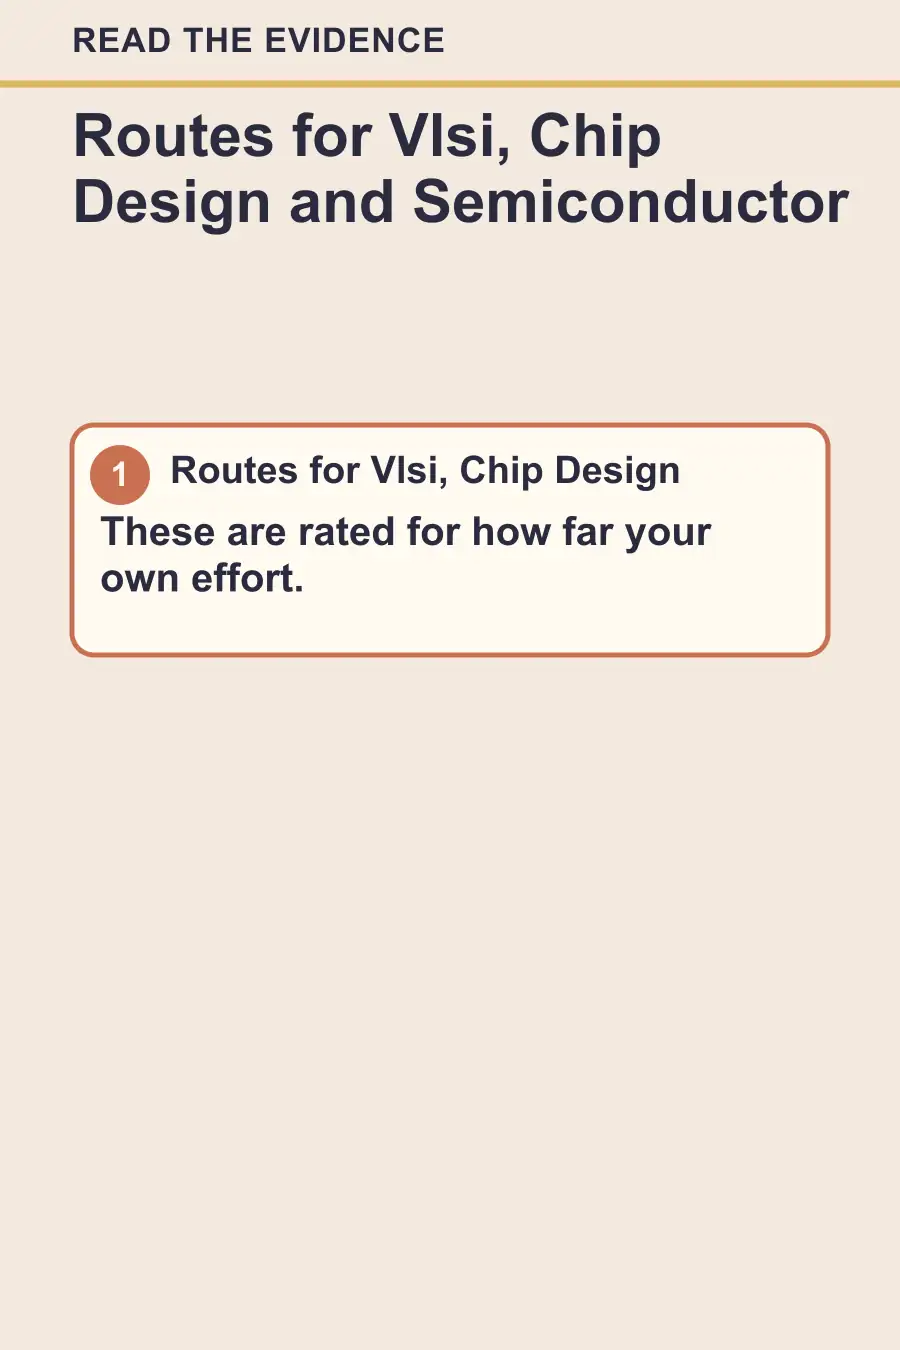 READ THE EVIDENCE
Routes for Vlsi, Chip
Design and Semiconductor
1
Routes for Vlsi, Chip Design
These are rated for how far your
own effort.